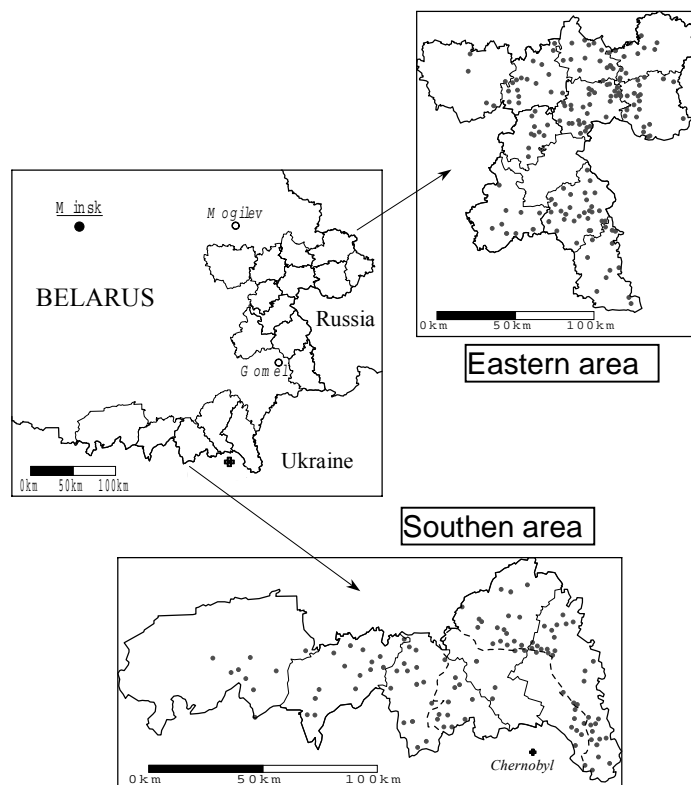 0km 50km 100km
Eastern area
Minsk
Mogilev
BELARUS
Russia
Gomel
Ukraine
0km 50km 100km
Southen area
Chernobyl
0km 50km 100km